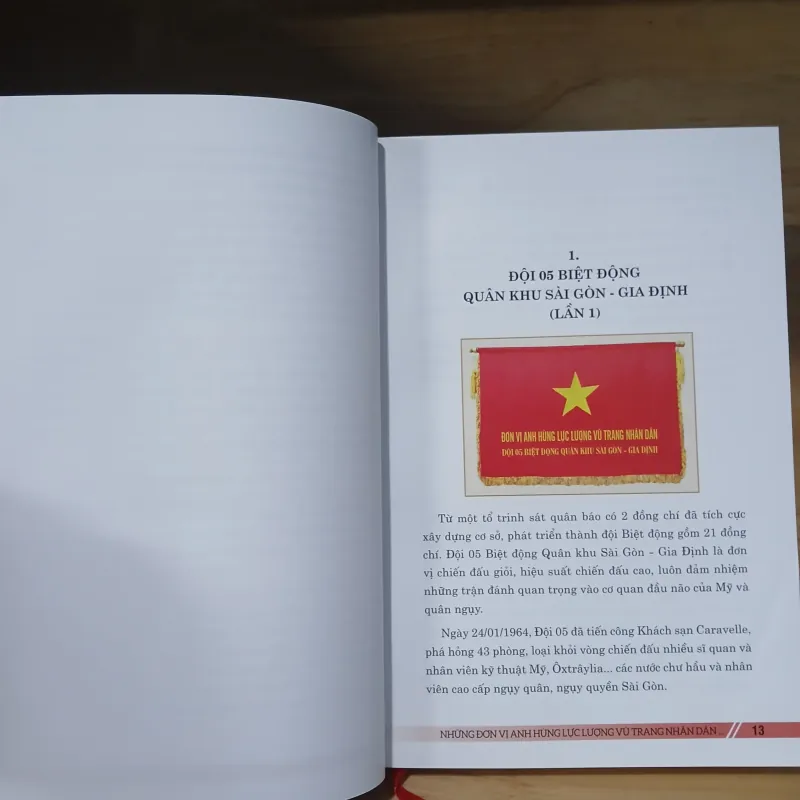 1.
ĐỘI 05 BIỆT ĐỘNG
QUÂN KHU SÀI GÒN - GIA ĐỊNH
(LẦN 1)
ĐƠN VỊ ANH HÙNG LỰC LƯỢNG VŨ TRANG NHÂN DÂN
ĐỘI 05 BIỆT ĐỘNG QUÂN KHU SÀI GÒN - GIA ĐỊNH
Từ một tổ trinh sát quân báo có 2 đồng chí đã tích cực
xây dựng cơ sở, phát triển thành đội Biệt động gồm 21 đồng
chí. Đội 05 Biệt động Quân khu Sài Gòn - Gia Định là đơn
vị chiến đấu giỏi, hiệu suất chiến đấu cao, luôn đảm nhiệm
những trận đánh quan trọng vào cơ quan đầu não của Mỹ và
quân ngụy.
Ngày 24/01/1964, Đội 05 đã tiến công Khách sạn Caravelle,
phá hỏng 43 phòng, loại khỏi vòng chiến đấu nhiều sĩ quan và
nhân viên kỹ thuật Mỹ, Ôxtrâylia... các nước chư hầu và nhân
viên cao cấp ngụy quân, ngụy quyền Sài Gòn.
NHỮNG ĐƠN VỊ ANH HÙNG LỰC LƯỢNG VŨ TRANG NHÂN DÂN ... // 13